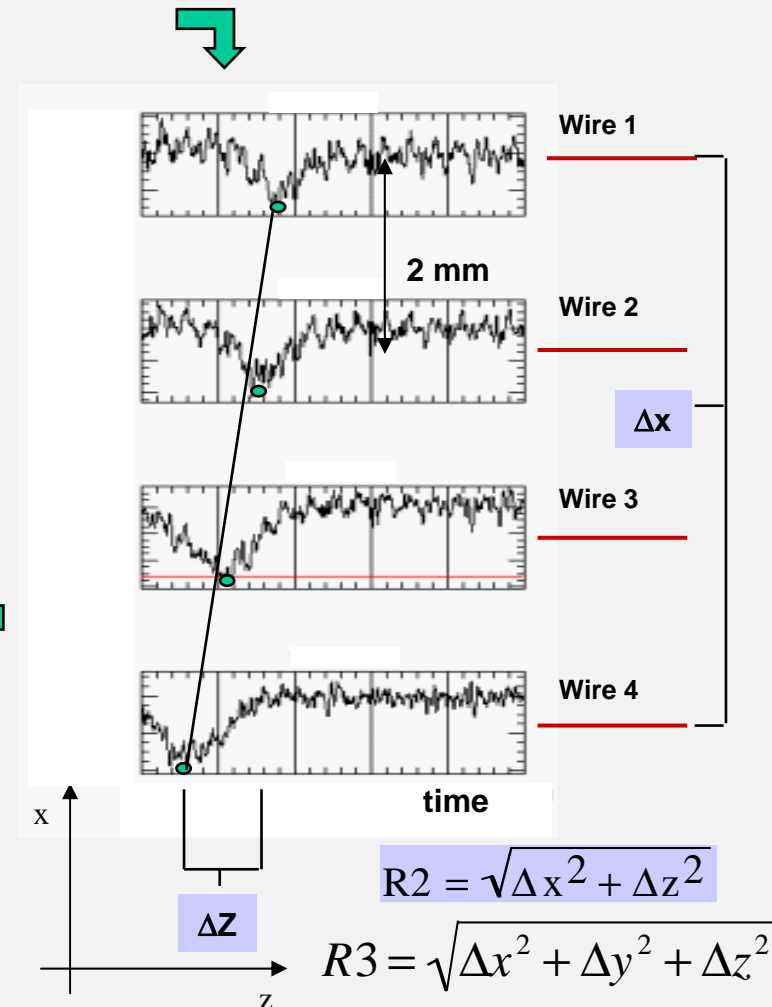 Wire 1
2 mm
Wire 2
Δx
Wire 3
Wire 4
time
x
R2 = √Δx² + Δz²
ΔZ
R3 = √Δx² + Δy² + Δz²
z